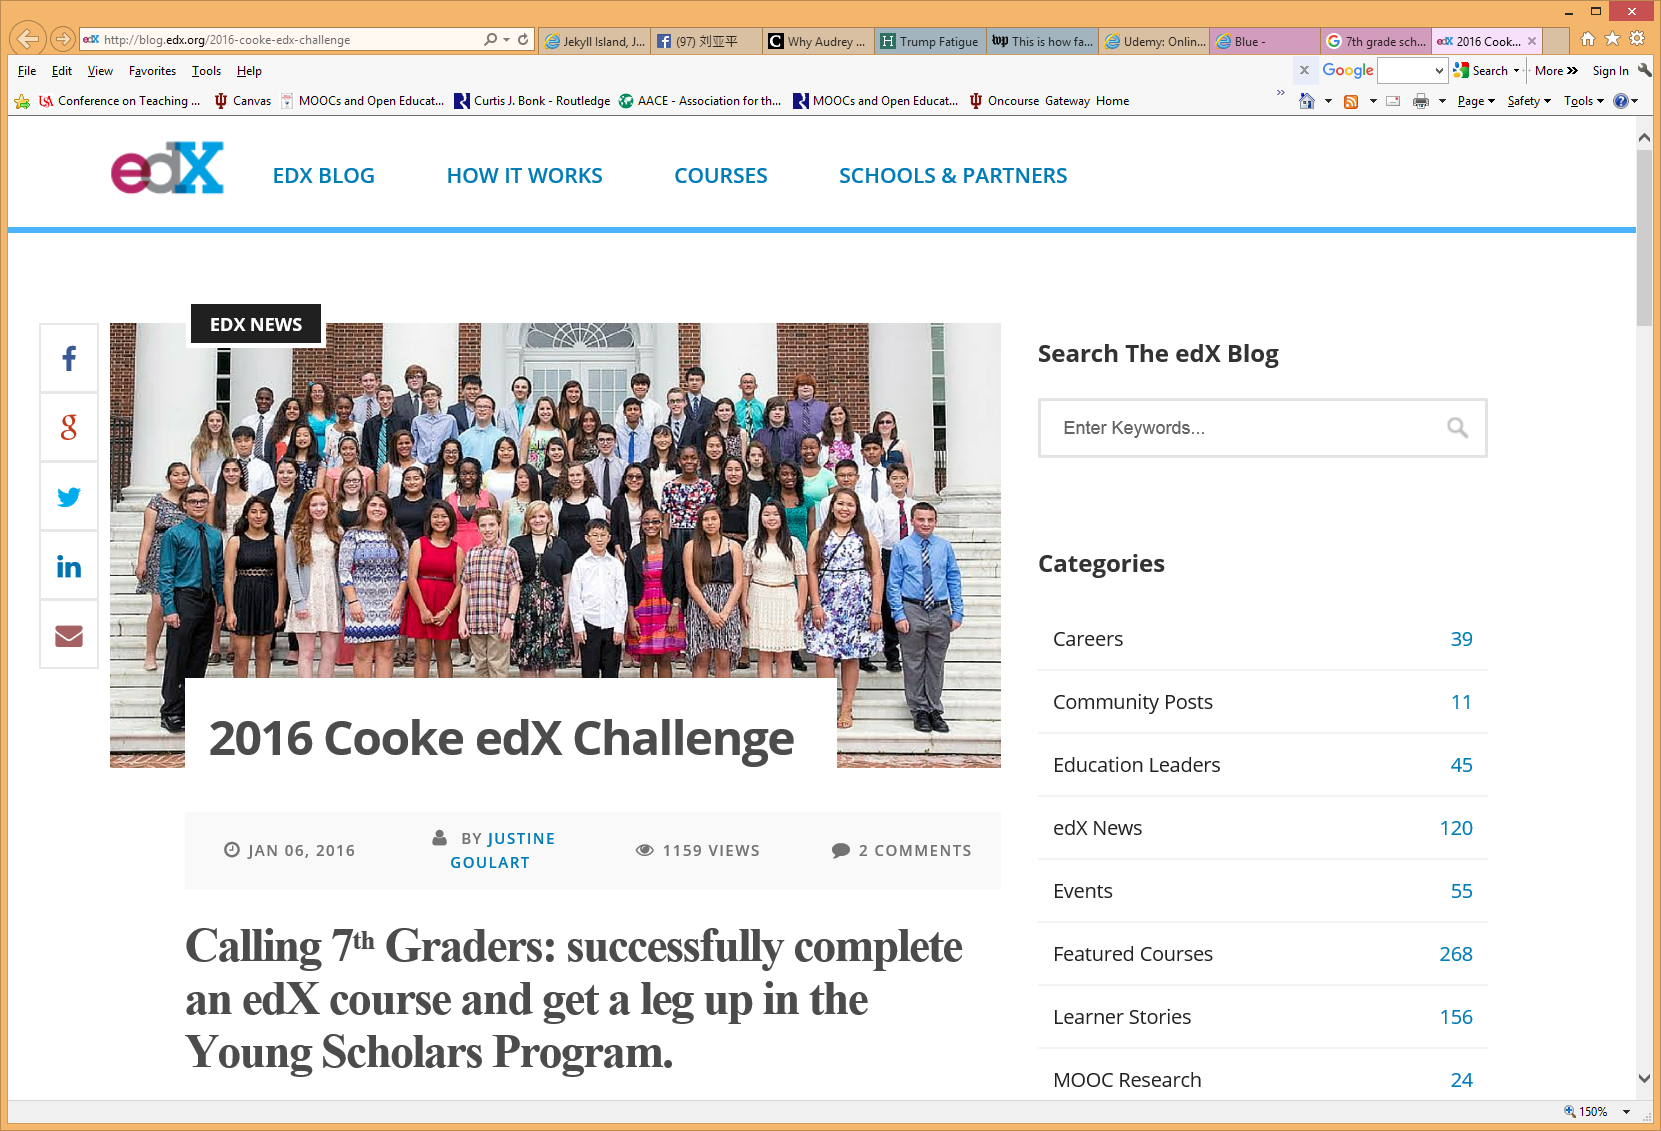 http://blog.edx.org/2016-cooke-edx-challenge
Jekyll Island, J...
(97) 刘亚平
Why Audrey ...
Trump Fatigue
This is how fa...
Udemy: Onlin...
Blue -
7th grade sch...
2016 Cook...
File Edit View Favorites Tools Help
x Google Search More Sign In
Conference on Teaching ... Canvas MOOCs and Open Educat... Curtis J. Bonk - Routledge AACE - Association for th... MOOCs and Open Educat... Oncourse Gateway Home
Page Safety Tools
edX EDX BLOG HOW IT WORKS COURSES SCHOOLS & PARTNERS
EDX NEWS
2016 Cooke edX Challenge
JAN 06, 2016
BY JUSTINE
GOULART
1159 VIEWS
2 COMMENTS
Calling 7th Graders: successfully complete
an edX course and get a leg up in the
Young Scholars Program.
Search The edX Blog
Enter Keywords...
Categories
Careers 39
Community Posts 11
Education Leaders 45
edX News 120
Events 55
Featured Courses 268
Learner Stories 156
MOOC Research 24
150%